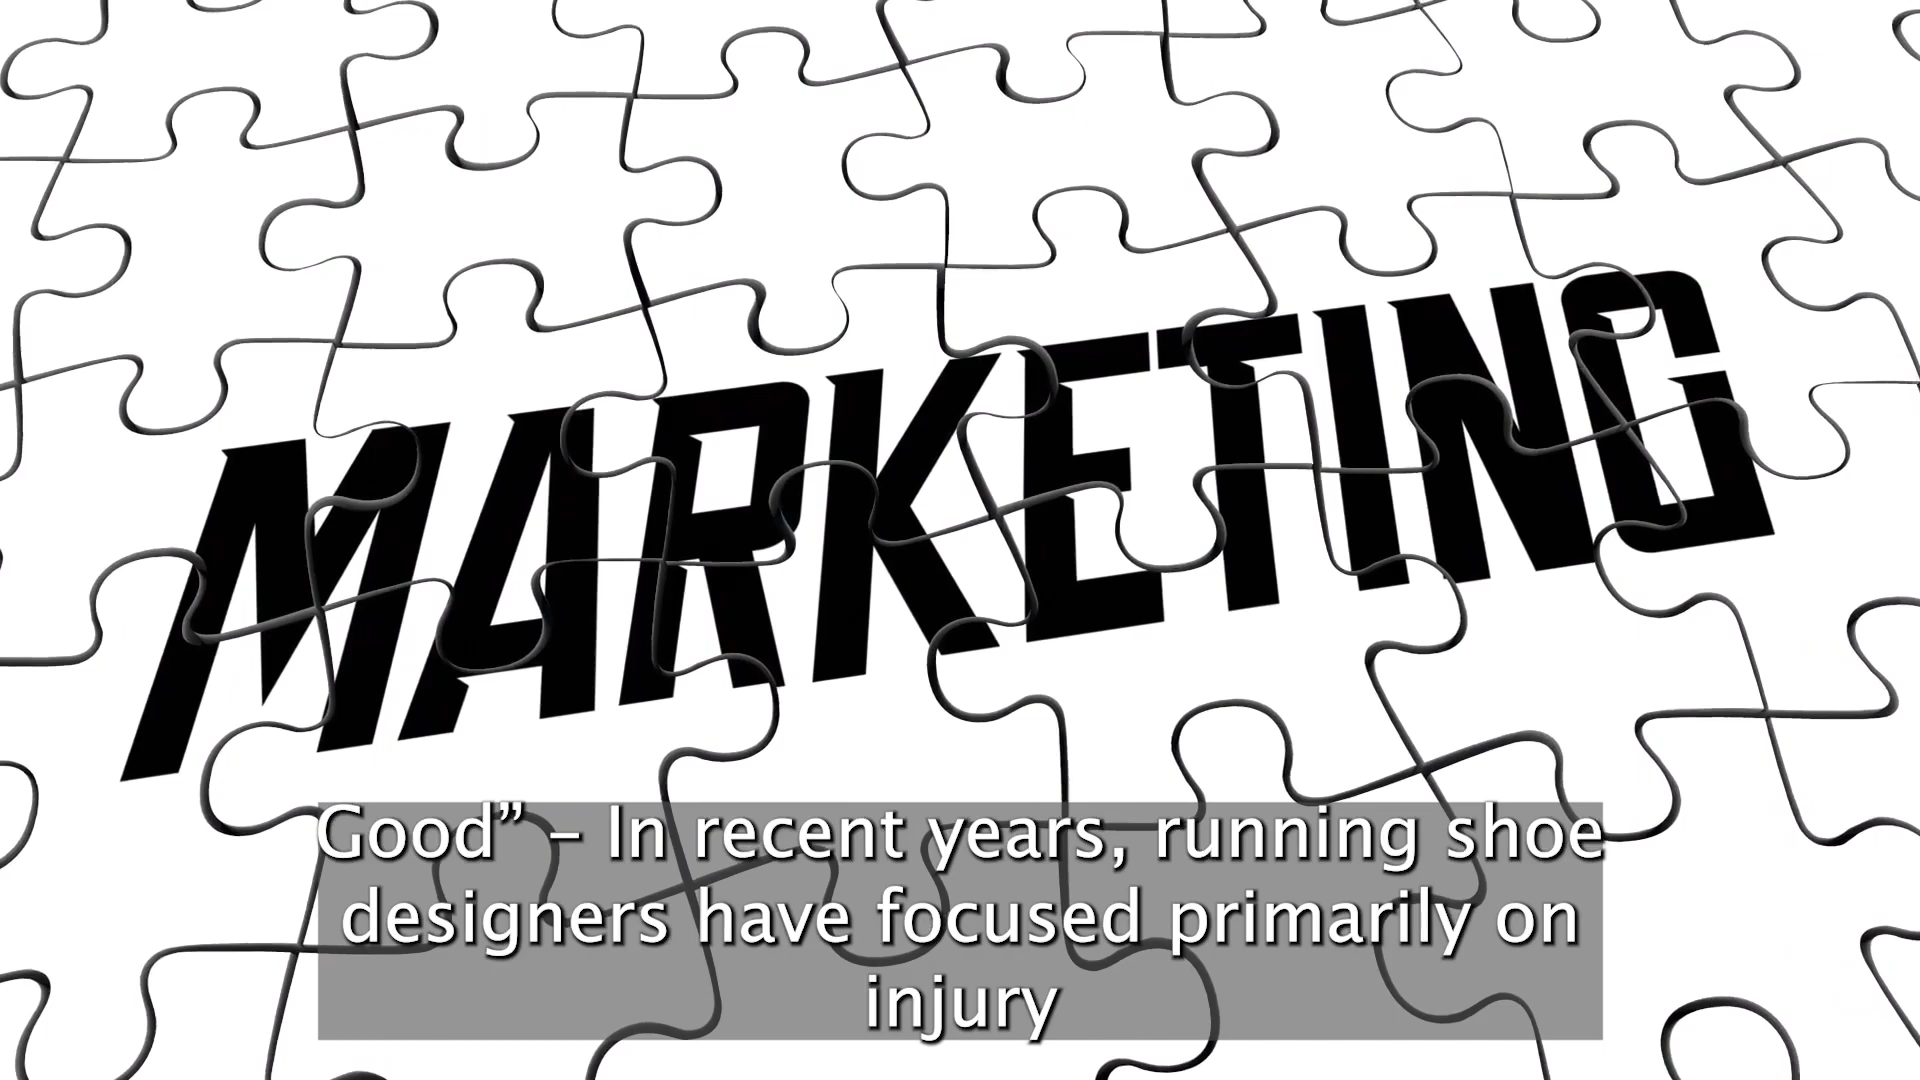 MARKETING
Good” – In recent years, running shoe
designers have focused primarily on
injury